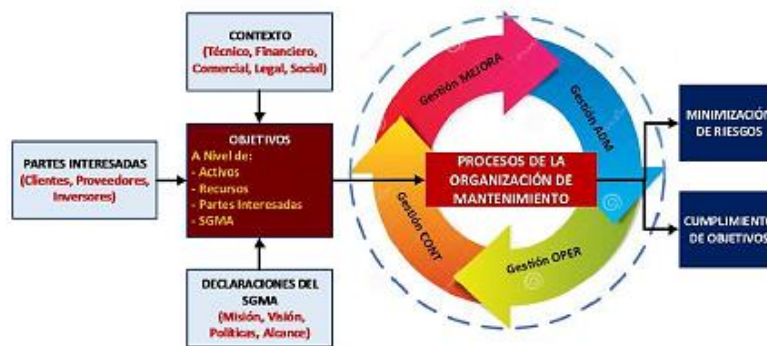 CONTEXTO
(Técnico, Financiero,
Comercial, Legal, Social)
PARTES INTERESADAS
(Clientes, Proveedores,
Inversores)
OBJETIVOS
A Nivel de:
- Activos
- Recursos
- Partes Interesadas
- SGMA
DECLARACIONES DEL
SGMA
(Misión, Visión,
Políticas, Alcance)
Gestión MEJORA
Gestión ADM
Gestión OPER
Gestión CONT
PROCESOS DE LA
ORGANIZACIÓN DE
MANTENIMIENTO
MINIMIZACIÓN
DE RIESGOS
CUMPLIMIENTO
DE OBJETIVOS